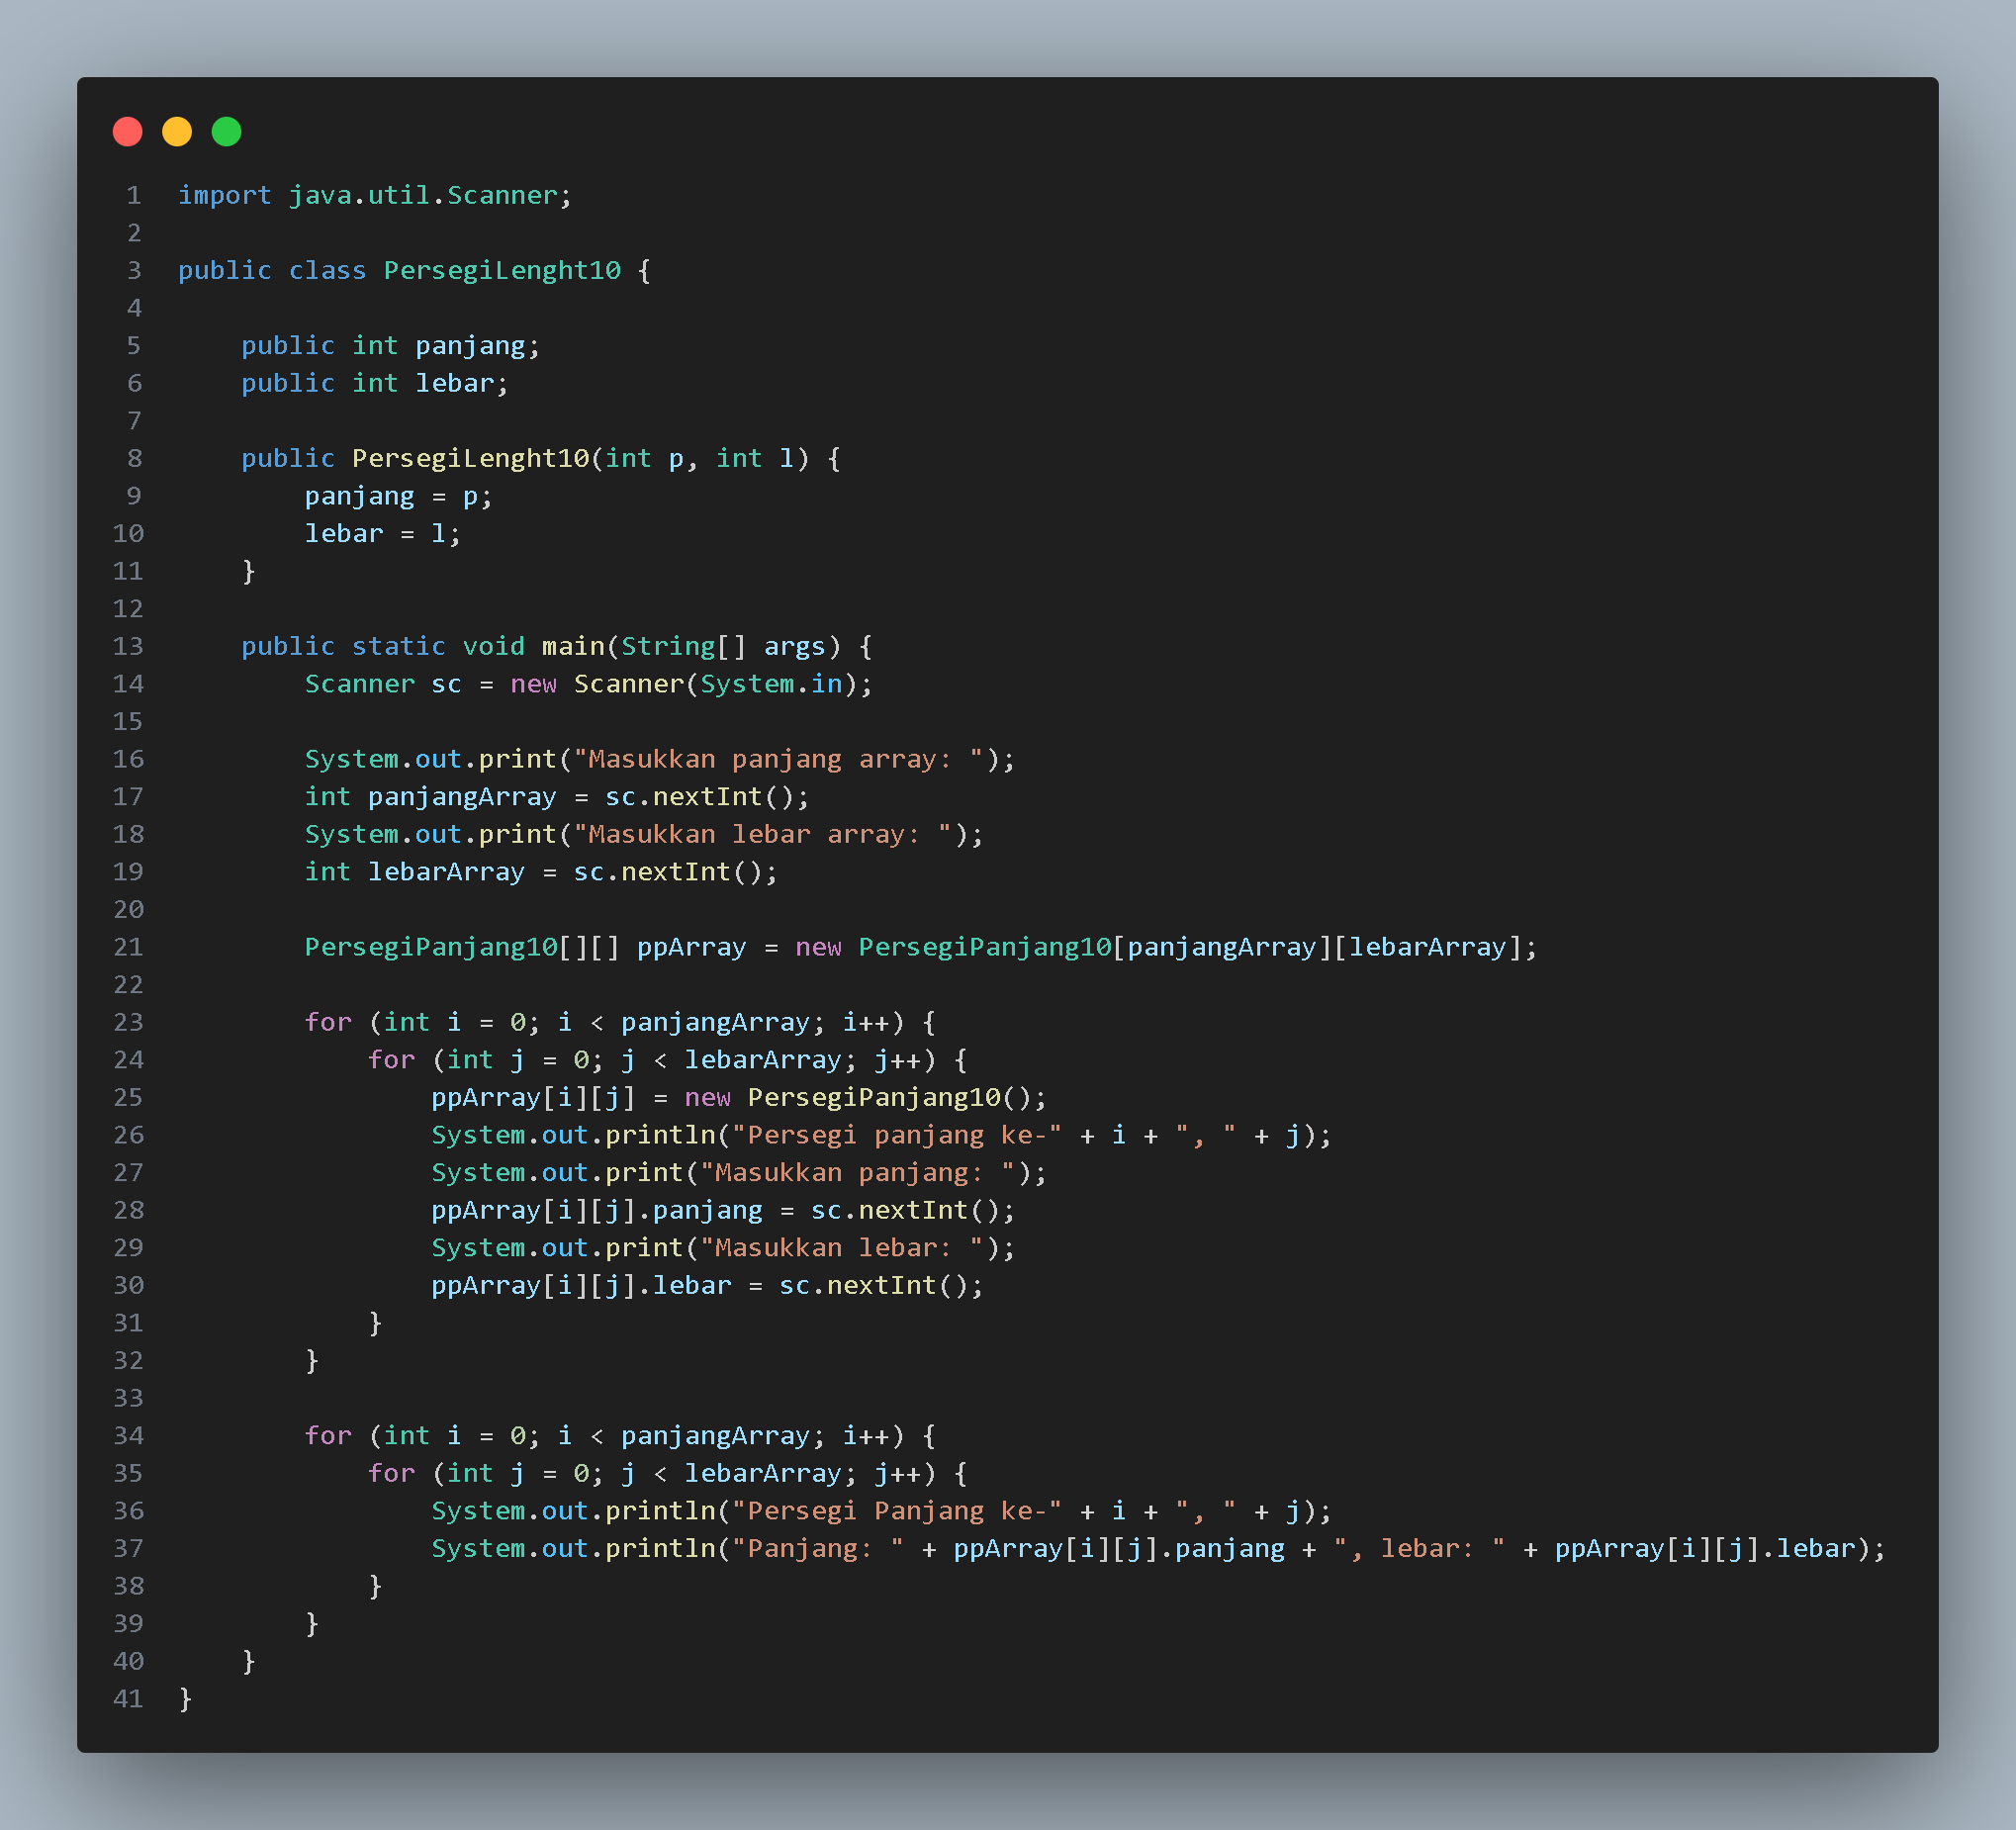 1 import java.util.Scanner;
2
3 public class PersegiLenght10 {
4
5     public int panjang;
6     public int lebar;
7
8     public PersegiLenght10(int p, int l) {
9         panjang = p;
10         lebar = l;
11     }
12
13     public static void main(String[] args) {
14         Scanner sc = new Scanner(System.in);
15
16         System.out.print("Masukkan panjang array: ");
17         int panjangArray = sc.nextInt();
18         System.out.print("Masukkan lebar array: ");
19         int lebarArray = sc.nextInt();
20
21         PersegiPanjang10[][] ppArray = new PersegiPanjang10[panjangArray][lebarArray];
22
23         for (int i = 0; i < panjangArray; i++) {
24             for (int j = 0; j < lebarArray; j++) {
25                 ppArray[i][j] = new PersegiPanjang10();
26                 System.out.println("Persegi panjang ke-" + i + ", " + j);
27                 System.out.print("Masukkan panjang: ");
28                 ppArray[i][j].panjang = sc.nextInt();
29                 System.out.print("Masukkan lebar: ");
30                 ppArray[i][j].lebar = sc.nextInt();
31             }
32         }
33
34         for (int i = 0; i < panjangArray; i++) {
35             for (int j = 0; j < lebarArray; j++) {
36                 System.out.println("Persegi Panjang ke-" + i + ", " + j);
37                 System.out.println("Panjang: " + ppArray[i][j].panjang + ", lebar: " + ppArray[i][j].lebar);
38             }
39         }
40     }
41 }